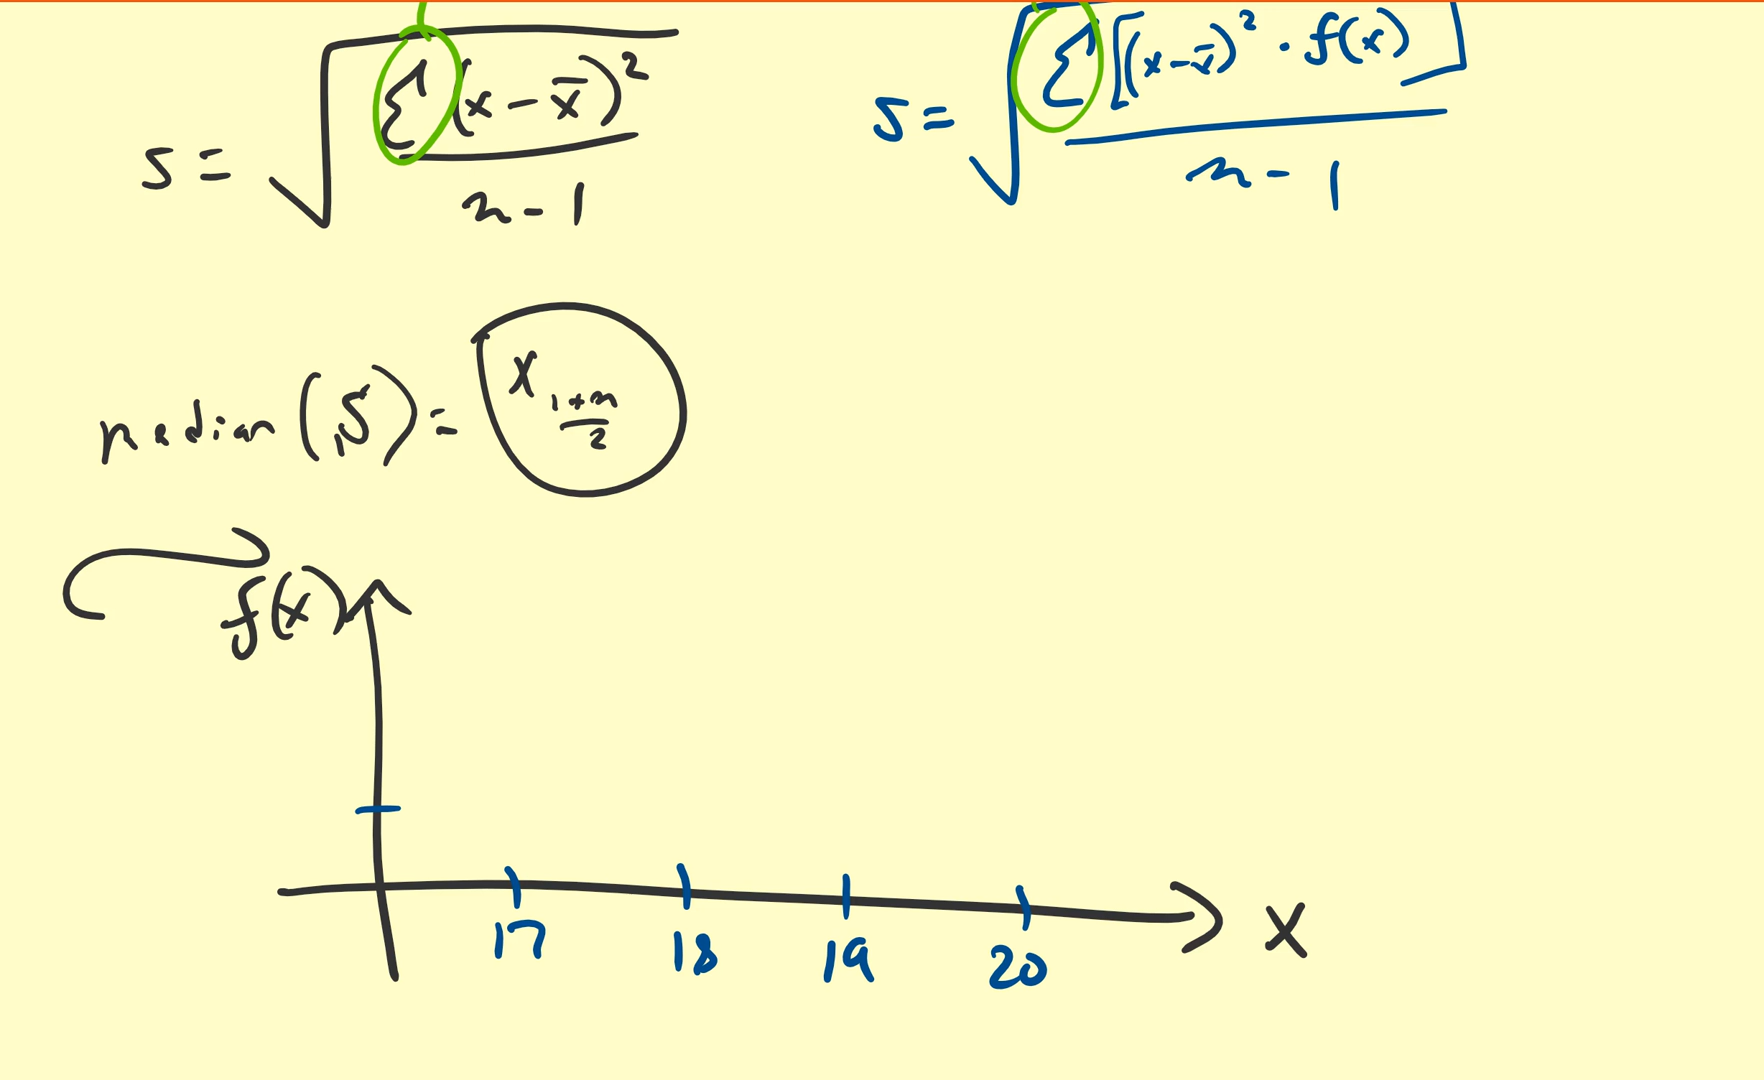 s = √( Σ (x - x̄)² / n - 1 )
s = √( Σ [(x - x̄)² · f(x)] / n - 1 )
median (S) = x_{1+n/2}
f(x)
17 18 19 20 X